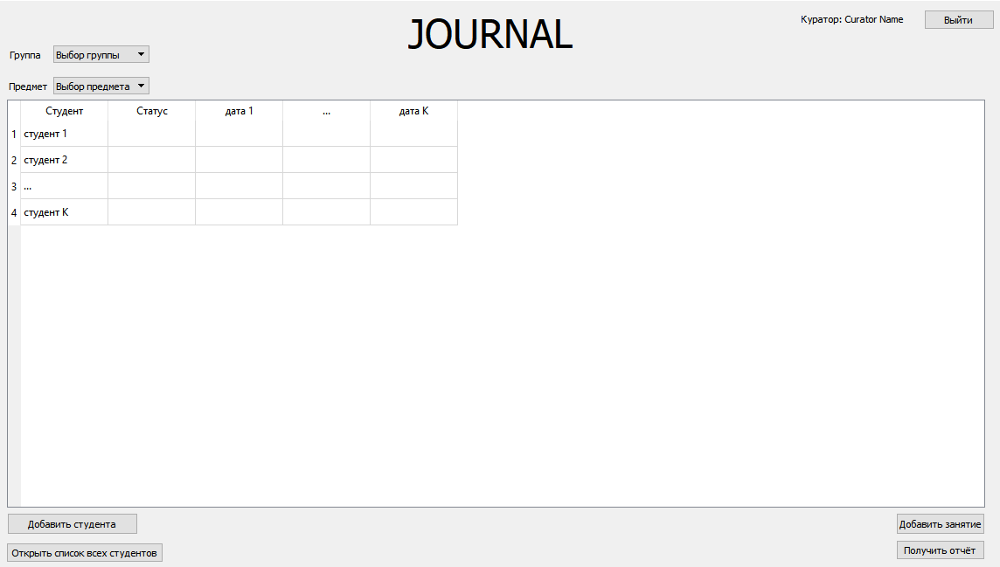 JOURNAL
Куратор: Curator Name
Выйти
Группа
Выбор группы
Предмет
Выбор предмета
Студент Статус дата 1 ... дата К
1 студент 1
2 студент 2
3 ...
4 студент К
Добавить студента
Добавить занятие
Открыть список всех студентов
Получить отчёт